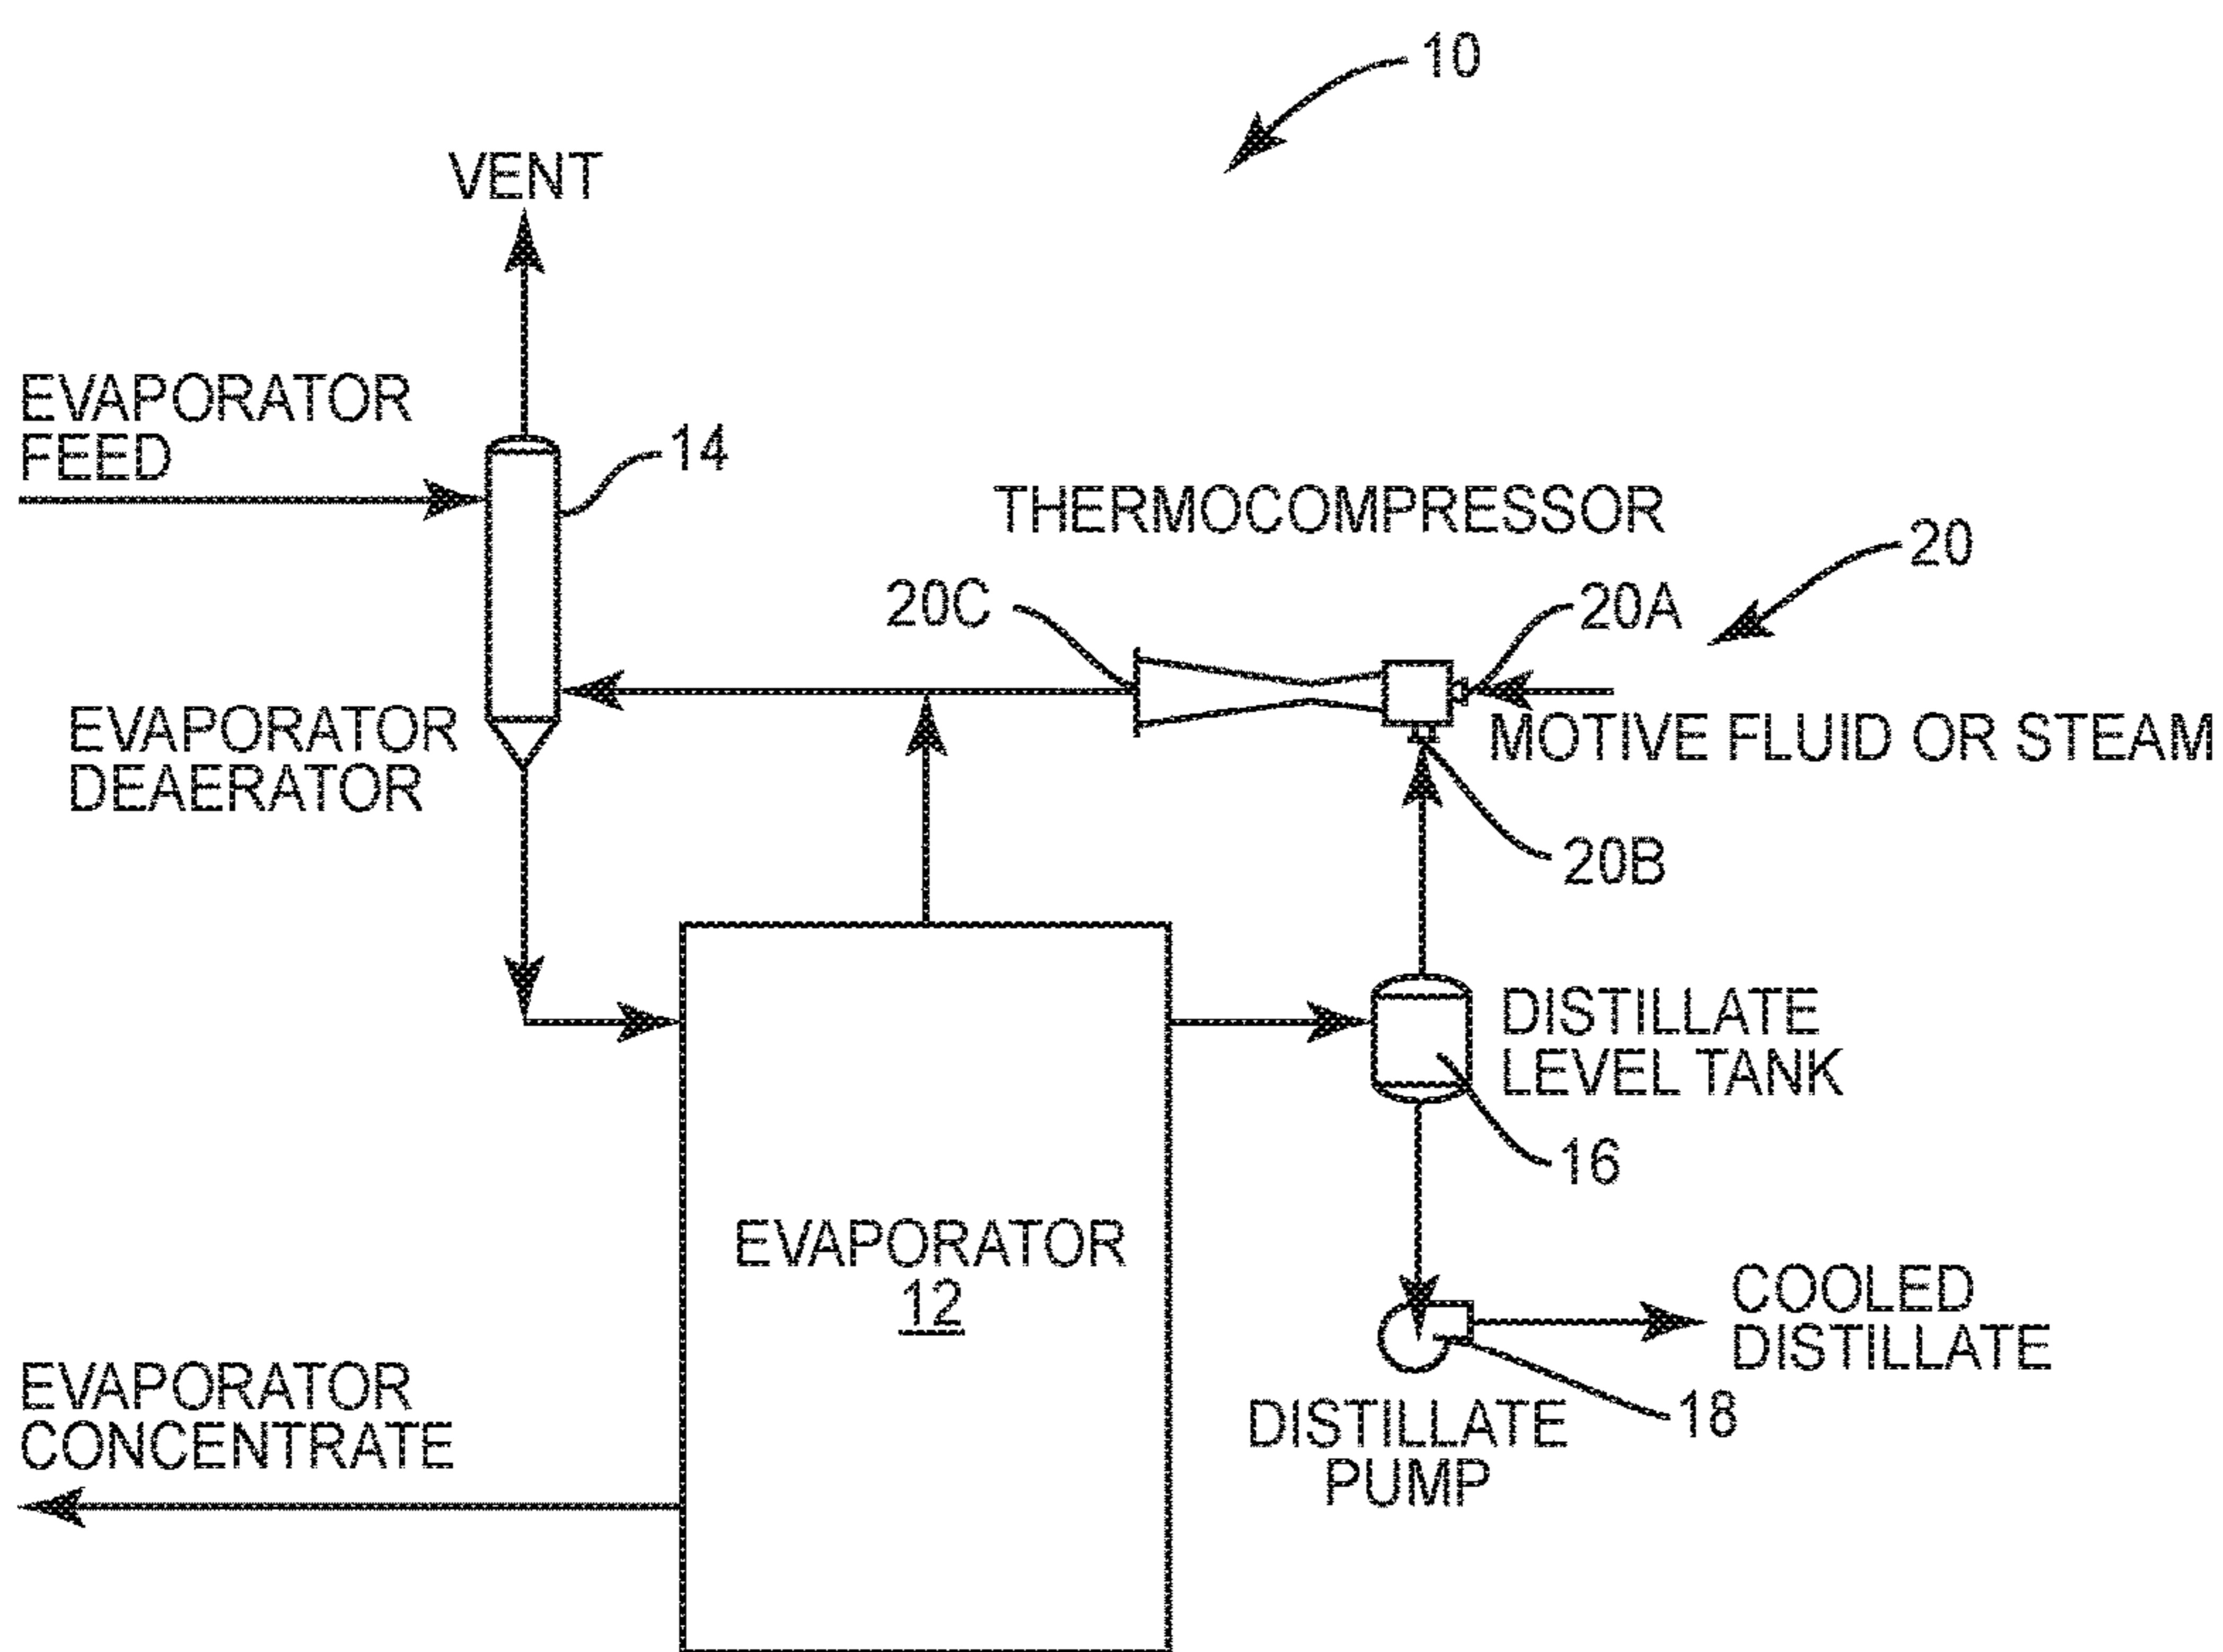 10
VENT
EVAPORATOR
FEED
14
THERMOCOMPRESSOR
20
20C
20A
EVAPORATOR
DEAERATOR
MOTIVE FLUID OR STEAM
20B
DISTILLATE
LEVEL TANK
16
EVAPORATOR
12
COOLED
DISTILLATE
EVAPORATOR
CONCENTRATE
18
DISTILLATE
PUMP